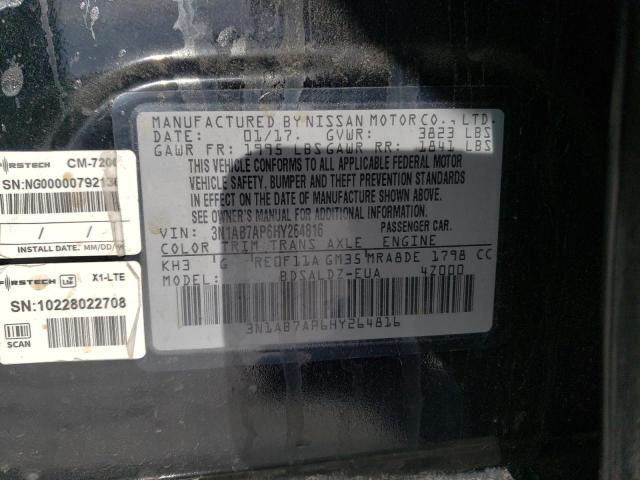 MANUFACTURED BY NISSAN MOTOR CO., LTD.
DATE: 01/17. GVWR: 3823 LBS
GAWR FR: 1995 LBS GAWR RR: 1841 LBS
THIS VEHICLE CONFORMS TO ALL APPLICABLE FEDERAL MOTOR
VEHICLE SAFETY, BUMPER AND THEFT PREVENTION STANDARDS
IN EFFECT ON THE DATE OF MANUFACTURE SHOWN ABOVE.
SEE OWNER'S MANUAL FOR ADDITIONAL INFORMATION.
VIN: 3N1AB7AP6HY264816 PASSENGER CAR.
COLOR TRIM TRANS AXLE ENGINE
KH3 G RE0F11A GM35 MRA8DE 1798 CC
MODEL: BDSALDZ-EUA 47000
3N1AB7AP6HY264816
FIRSTECH CM-7200
SN:NG0000079213
INSTALL DATE: MM/DD/
FIRSTECH X1-LTE
SN:10228022708
SCAN